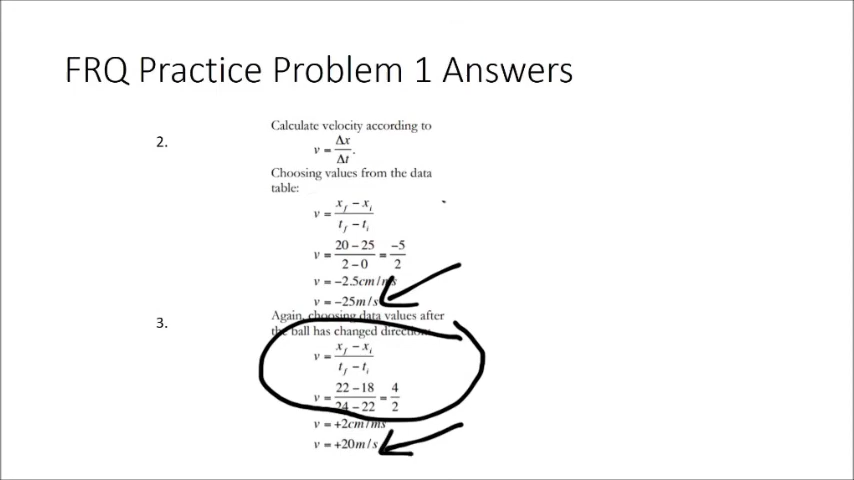 FRQ Practice Problem 1 Answers
2.
Calculate velocity according to
v = Δx/Δt.
Choosing values from the data
table:
v = (x_f − x_i)/(t_f − t_i)
v = (20 − 25)/(2 − 0) = −5/2
v = −2.5cm/ms
v = −25m/s
3.
Again, choosing data values after
the ball has changed direction:
v = (x_f − x_i)/(t_f − t_i)
v = (22 − 18)/(24 − 22) = 4/2
v = +2cm/ms
v = +20m/s